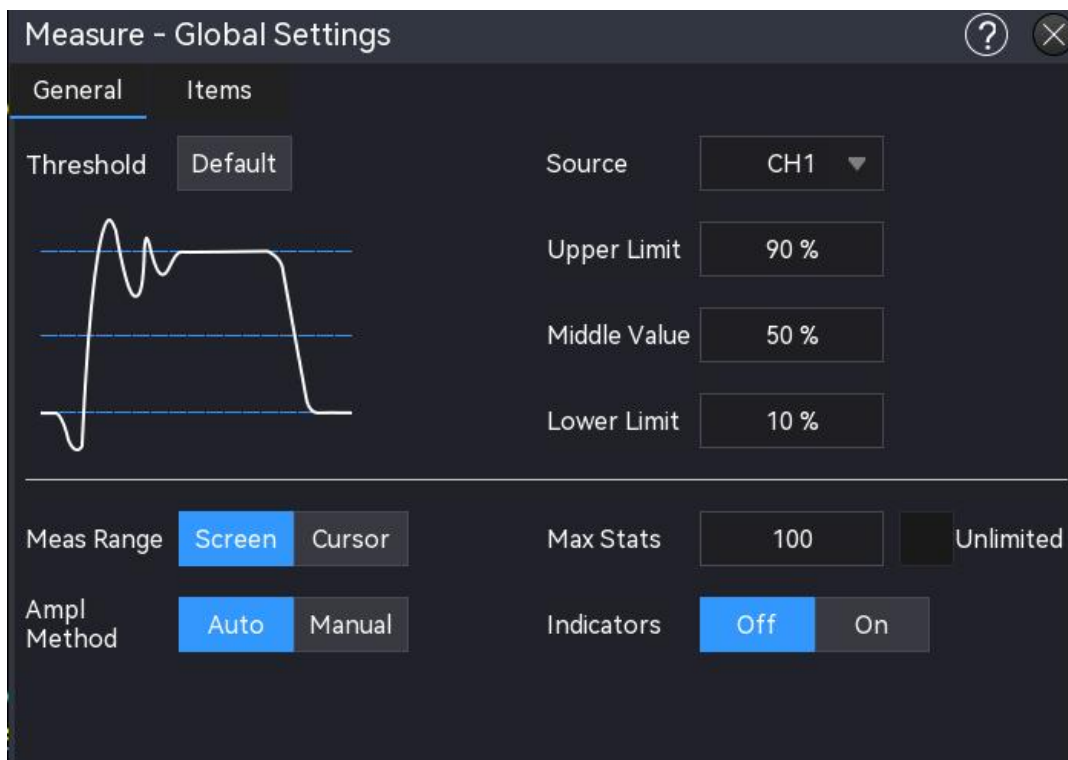 Measure - Global Settings
?
General Items
Threshold Default
Source CH1
Upper Limit 90 %
Middle Value 50 %
Lower Limit 10 %
Meas Range Screen Cursor
Max Stats 100 Unlimited
Ampl
Method Auto Manual
Indicators Off On